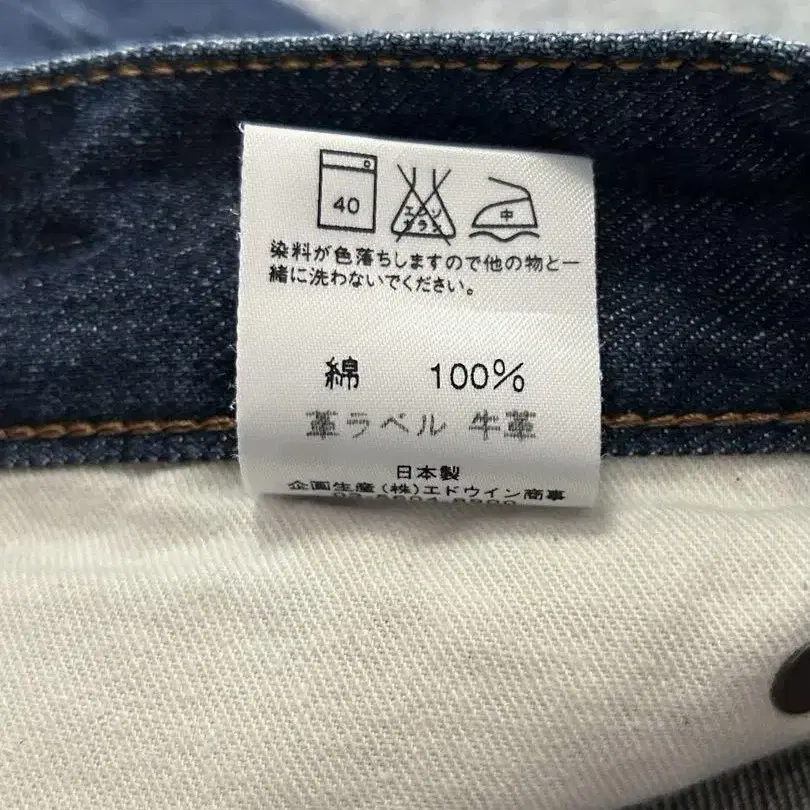 40 エンソ サラシ 中
染料が色落ちしますので他の物と一
緒に洗わないでください。
綿 100%
革ラベル 牛革
日本製
企画生産(株)エドウイン商事